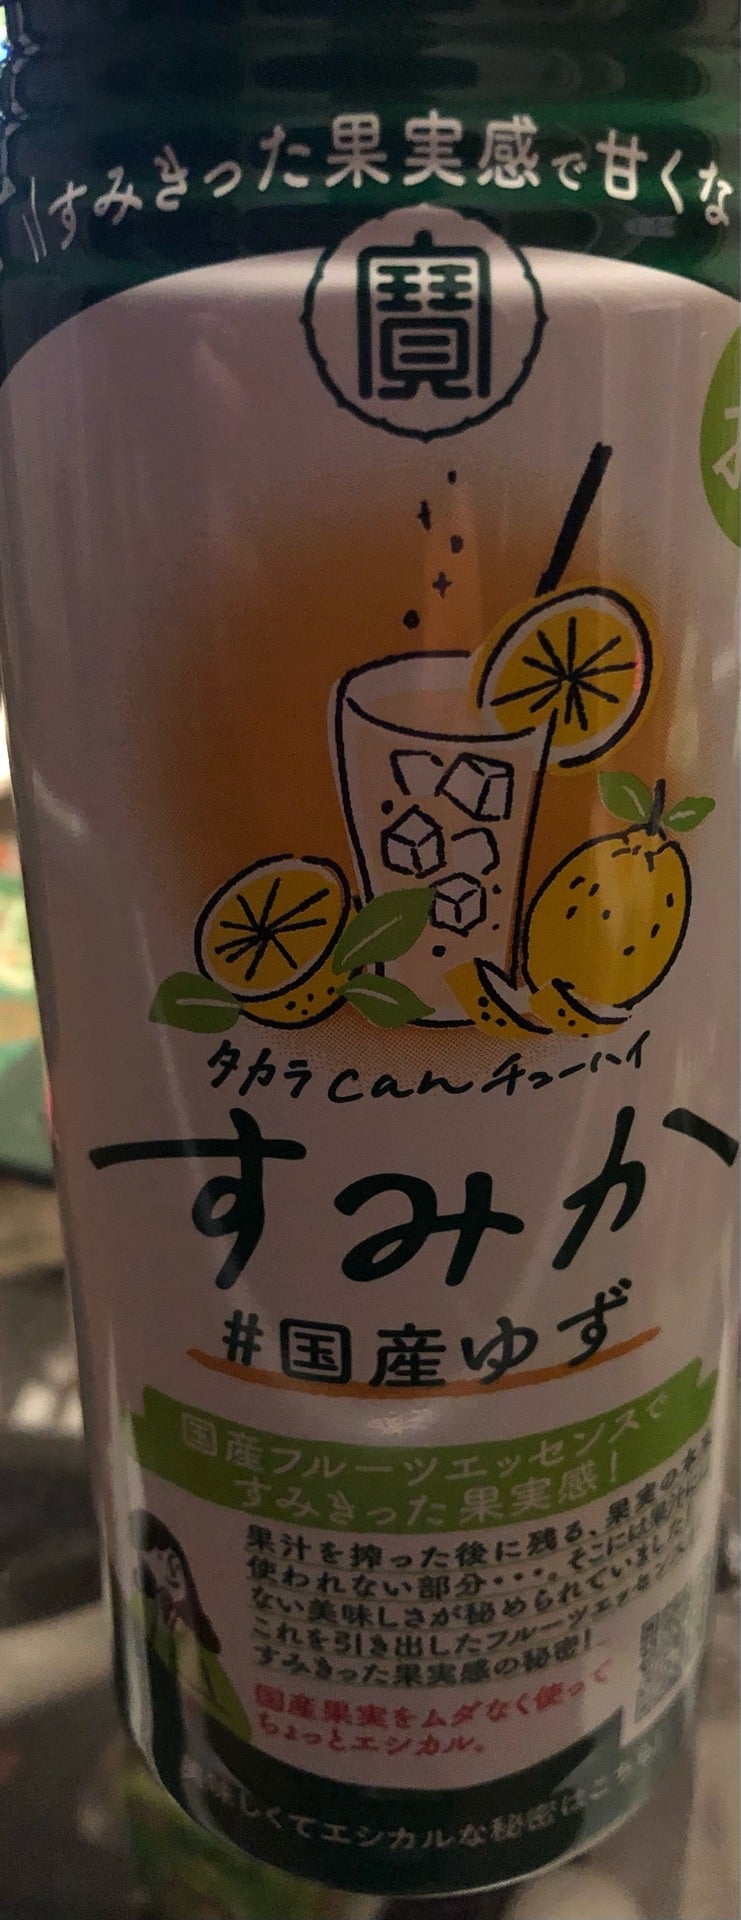 すみきった果実感で甘くな
寶
タカラcanチューハイ
すみか
#国産ゆず
国産フルーツエッセンスで
すみきった果実感!
果汁を搾った後に残る、果実の
使われない部分・・・。そこには果汁に
ない美味しさが秘められていました!
これを引き出したフルーツエッセンスが
すみきった果実感の秘密!
国産果実をムダなく使って
ちょっとエシカル。
味しくてエシカルな秘密はこちら